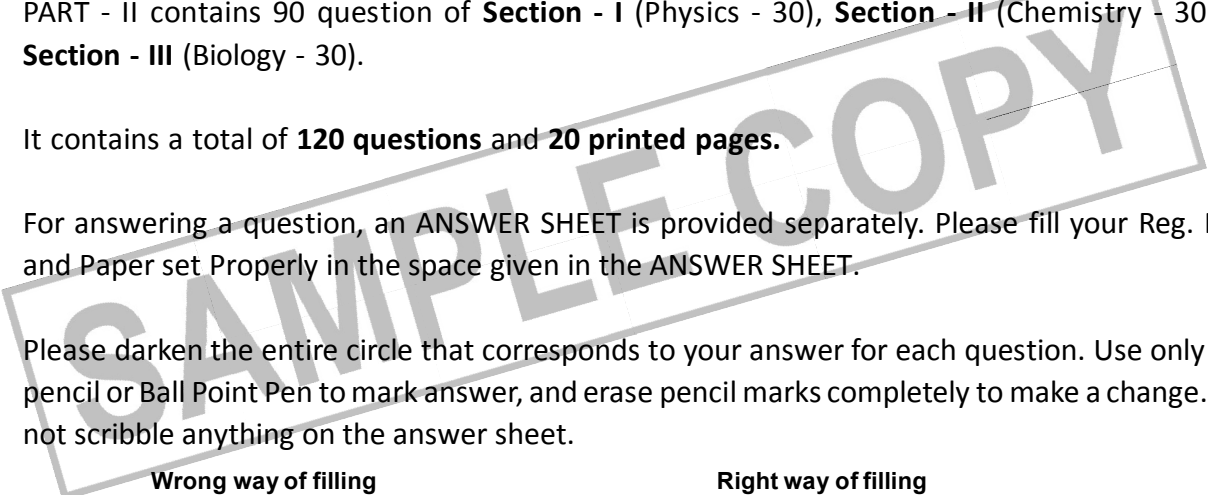 PART - II contains 90 question of Section - I (Physics - 30), Section - II (Chemistry - 30
Section - III (Biology - 30).
It contains a total of 120 questions and 20 printed pages.
For answering a question, an ANSWER SHEET is provided separately. Please fill your Reg.
and Paper set Properly in the space given in the ANSWER SHEET.
Please darken the entire circle that corresponds to your answer for each question. Use only
pencil or Ball Point Pen to mark answer, and erase pencil marks completely to make a change.
not scribble anything on the answer sheet.
Wrong way of filling Right way of filling
SAMPLE COPY